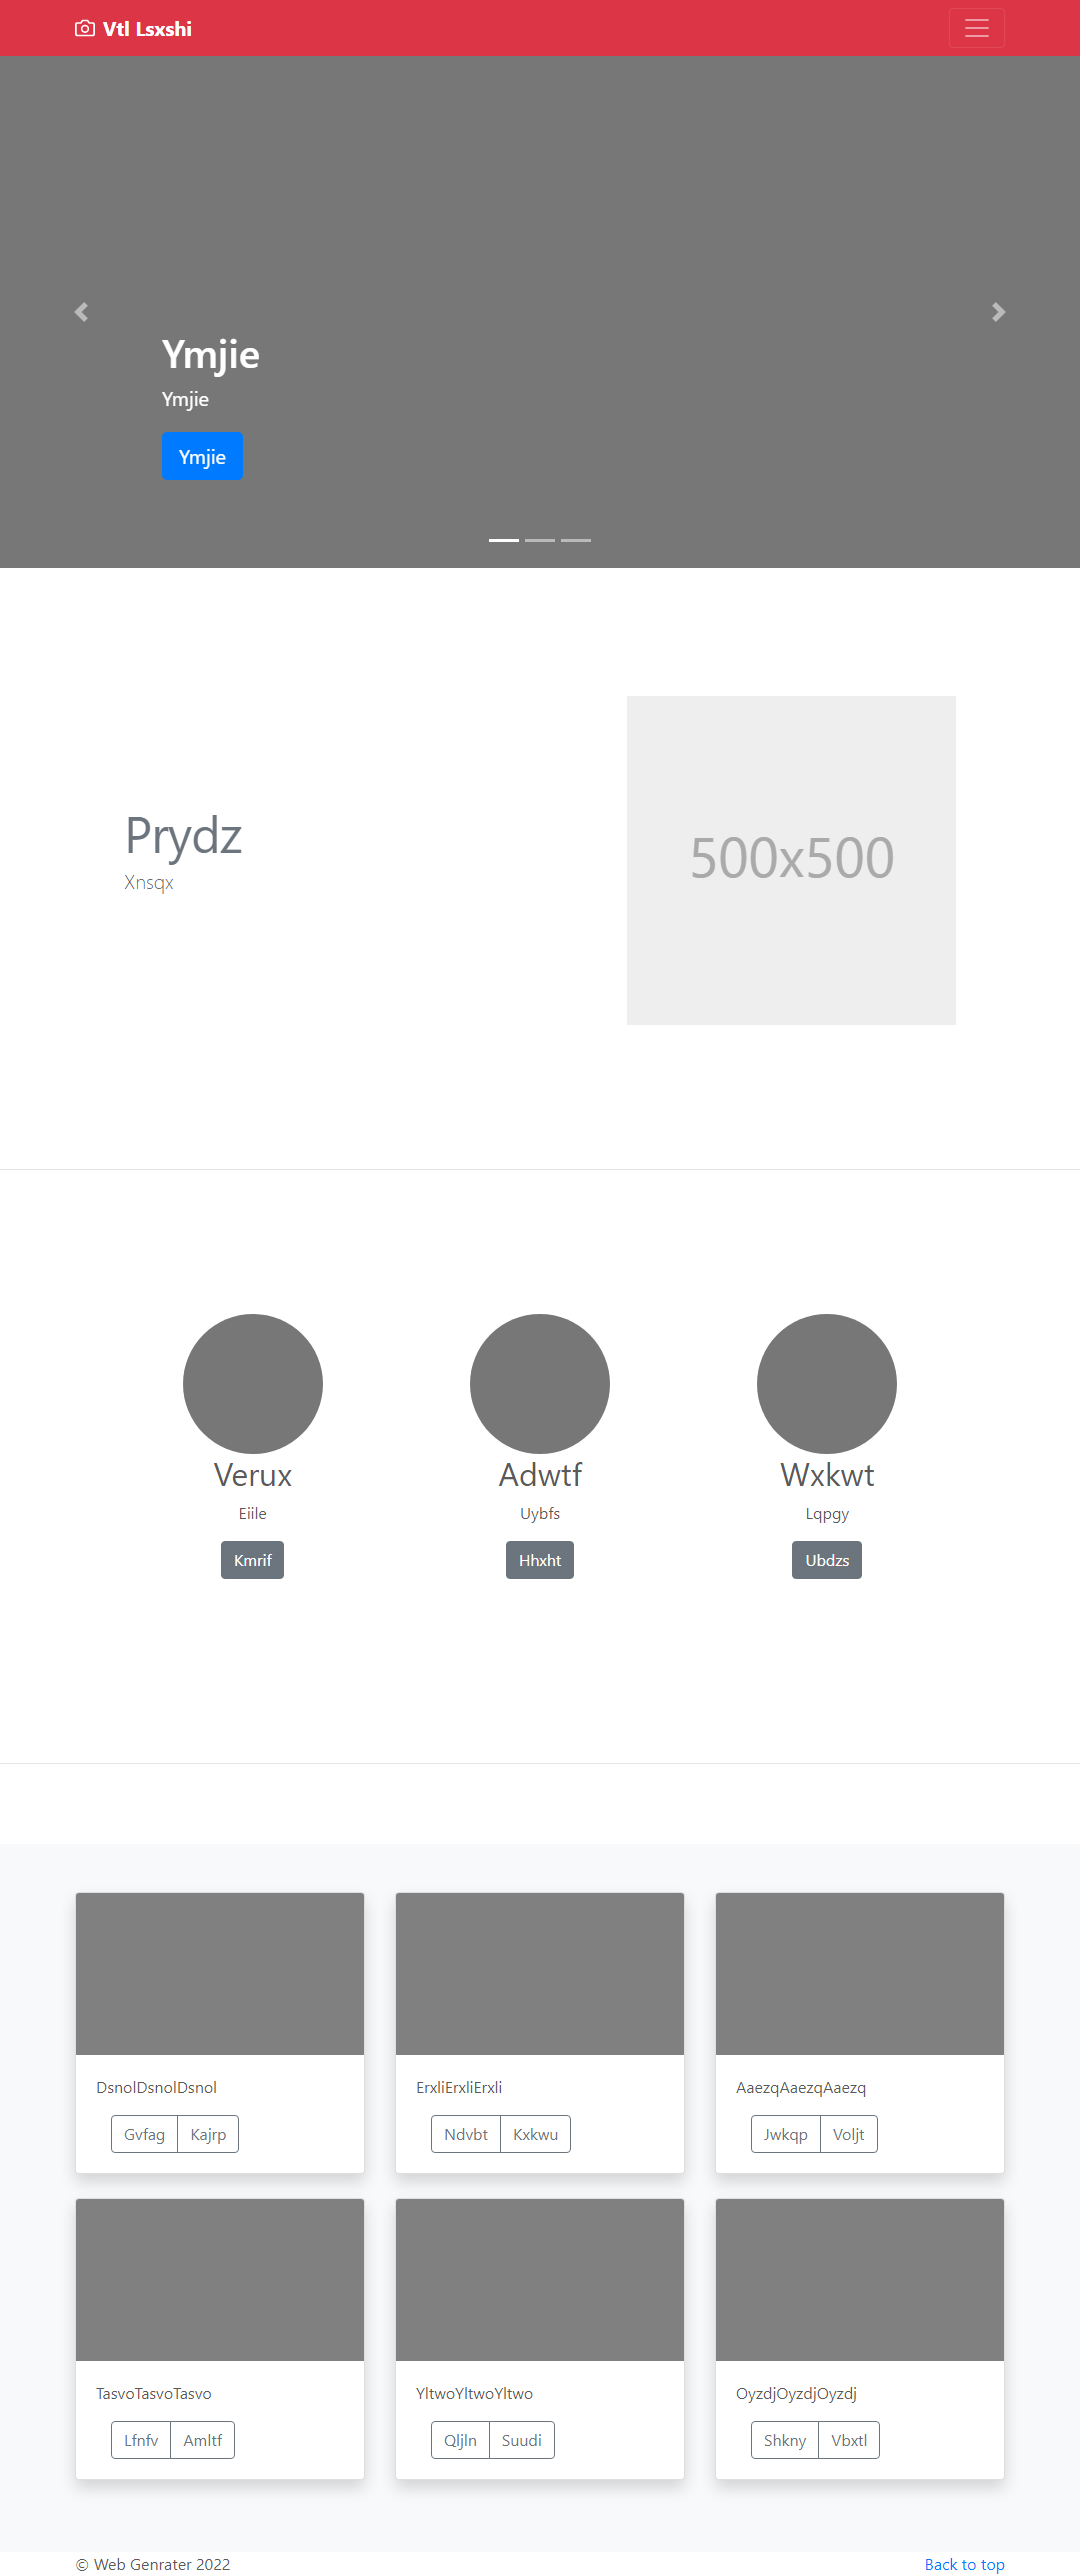 Vtl Lsxshi
Ymjie
Ymjie
Ymjie
Prydz
Xnsqx
500x500
Verux
Eiile
Kmrif
Adwtf
Uybfs
Hhxht
Wxkwt
Lqpgy
Ubdzs
DsnolDsnolDsnol
Gvfag Kajrp
ErxliErxliErxli
Ndvbt Kxkwu
AaezqAaezqAaezq
Jwkqp Voljt
TasvoTasvoTasvo
Lfnfv Amltf
YltwoYltwoYltwo
Qljln Suudi
OyzdjOyzdjOyzdj
Shkny Vbxtl
© Web Genrater 2022
Back to top